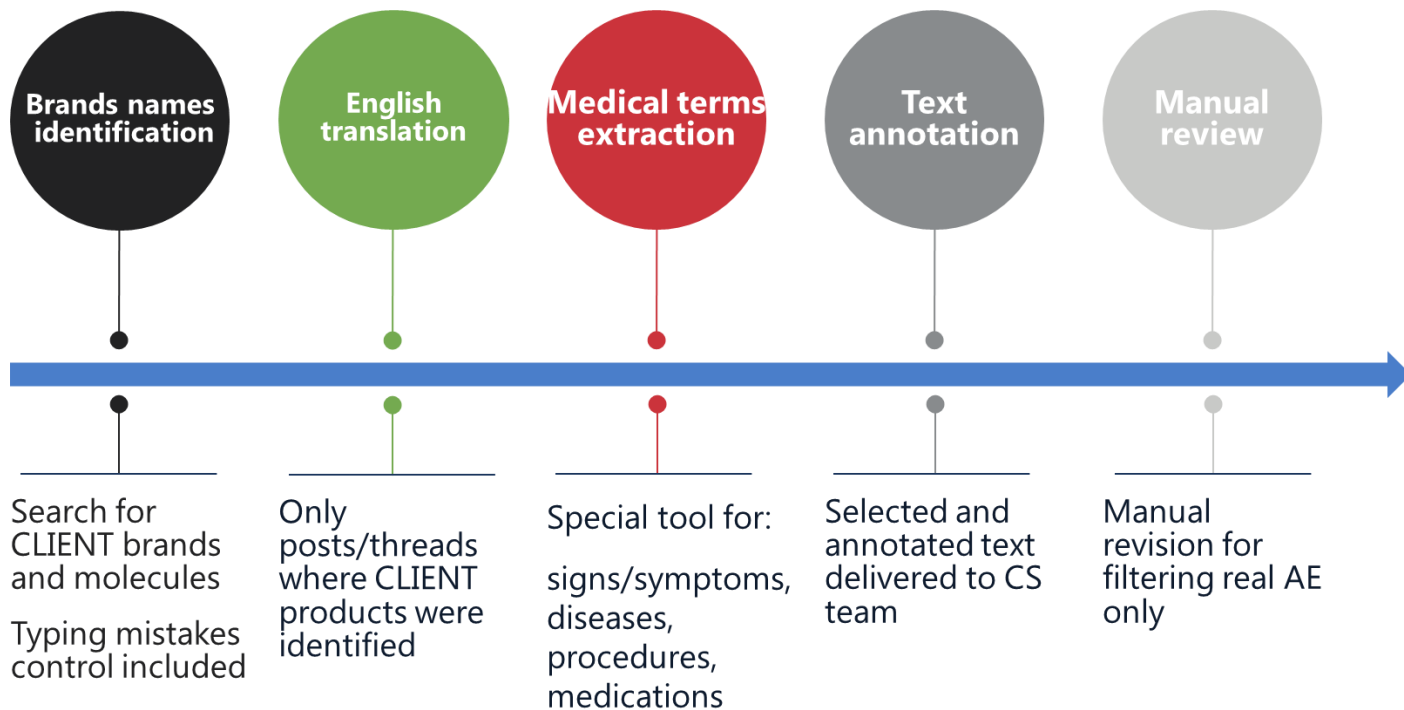 Brands names
identification
English
translation
Medical terms
extraction
Text
annotation
Manual
review
Search for
CLIENT brands
and molecules
Typing mistakes
control included
Only
posts/threads
where CLIENT
products were
identified
Special tool for:
signs/symptoms,
diseases,
procedures,
medications
Selected and
annotated text
delivered to CS
team
Manual
revision for
filtering real AE
only